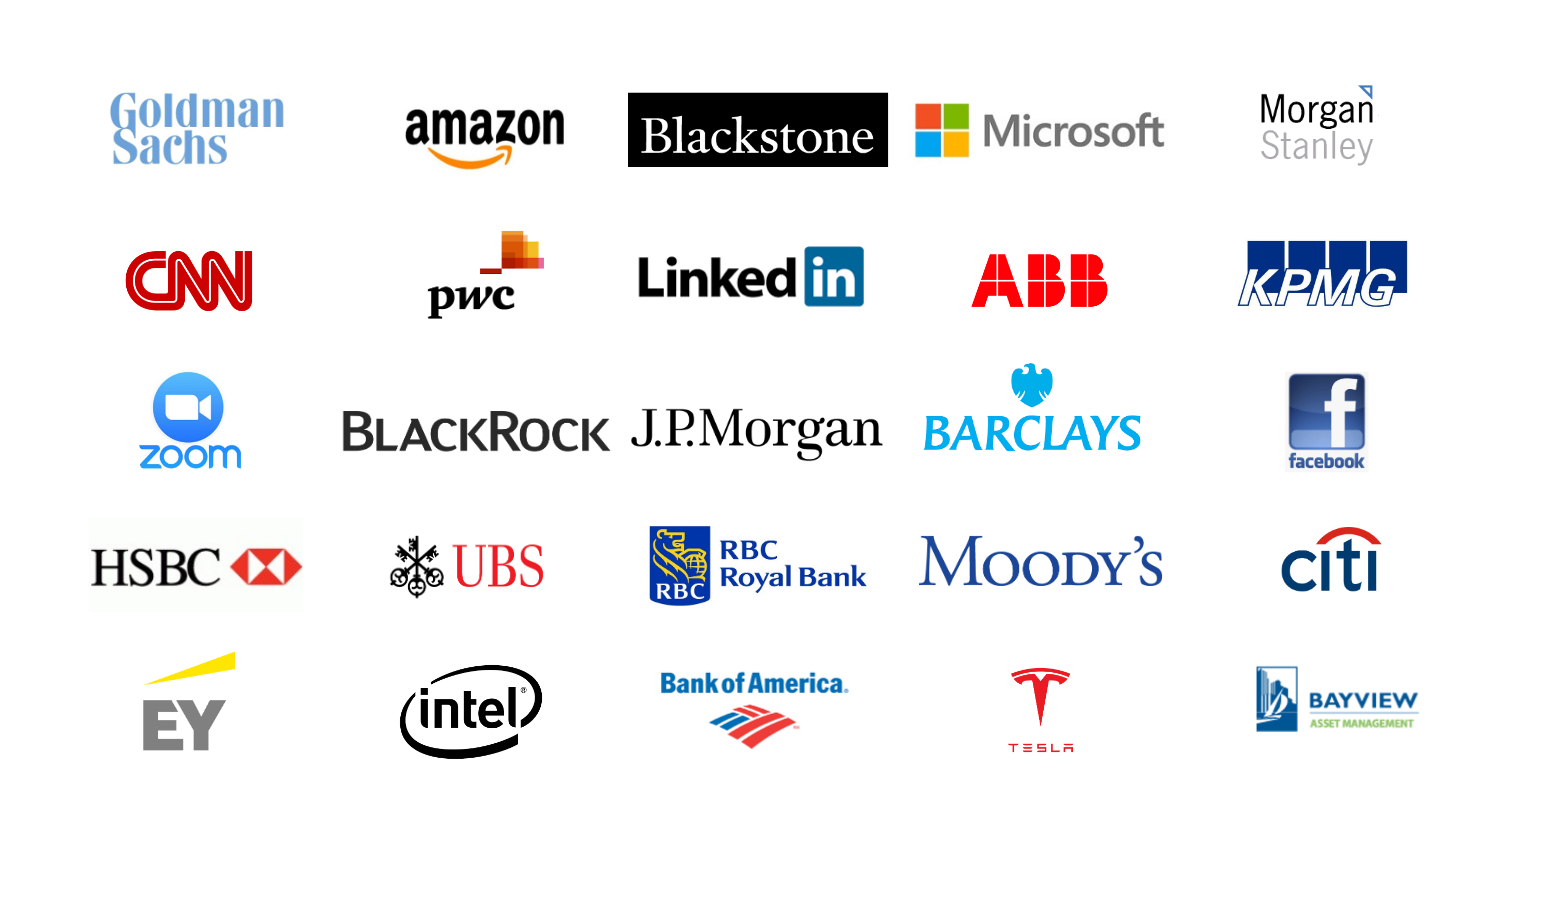 Goldman
Sachs
amazon
Blackstone
Microsoft
Morgan
Stanley
CNN
pwc
Linked in
ABB
KPMG
zoom
BLACKROCK
J.P.Morgan
BARCLAYS
f
facebook
HSBC
UBS
RBC
RBC
Royal Bank
MOODY'S
citi
EY
intel®
Bank of America
TESLA
BAYVIEW
ASSET MANAGEMENT